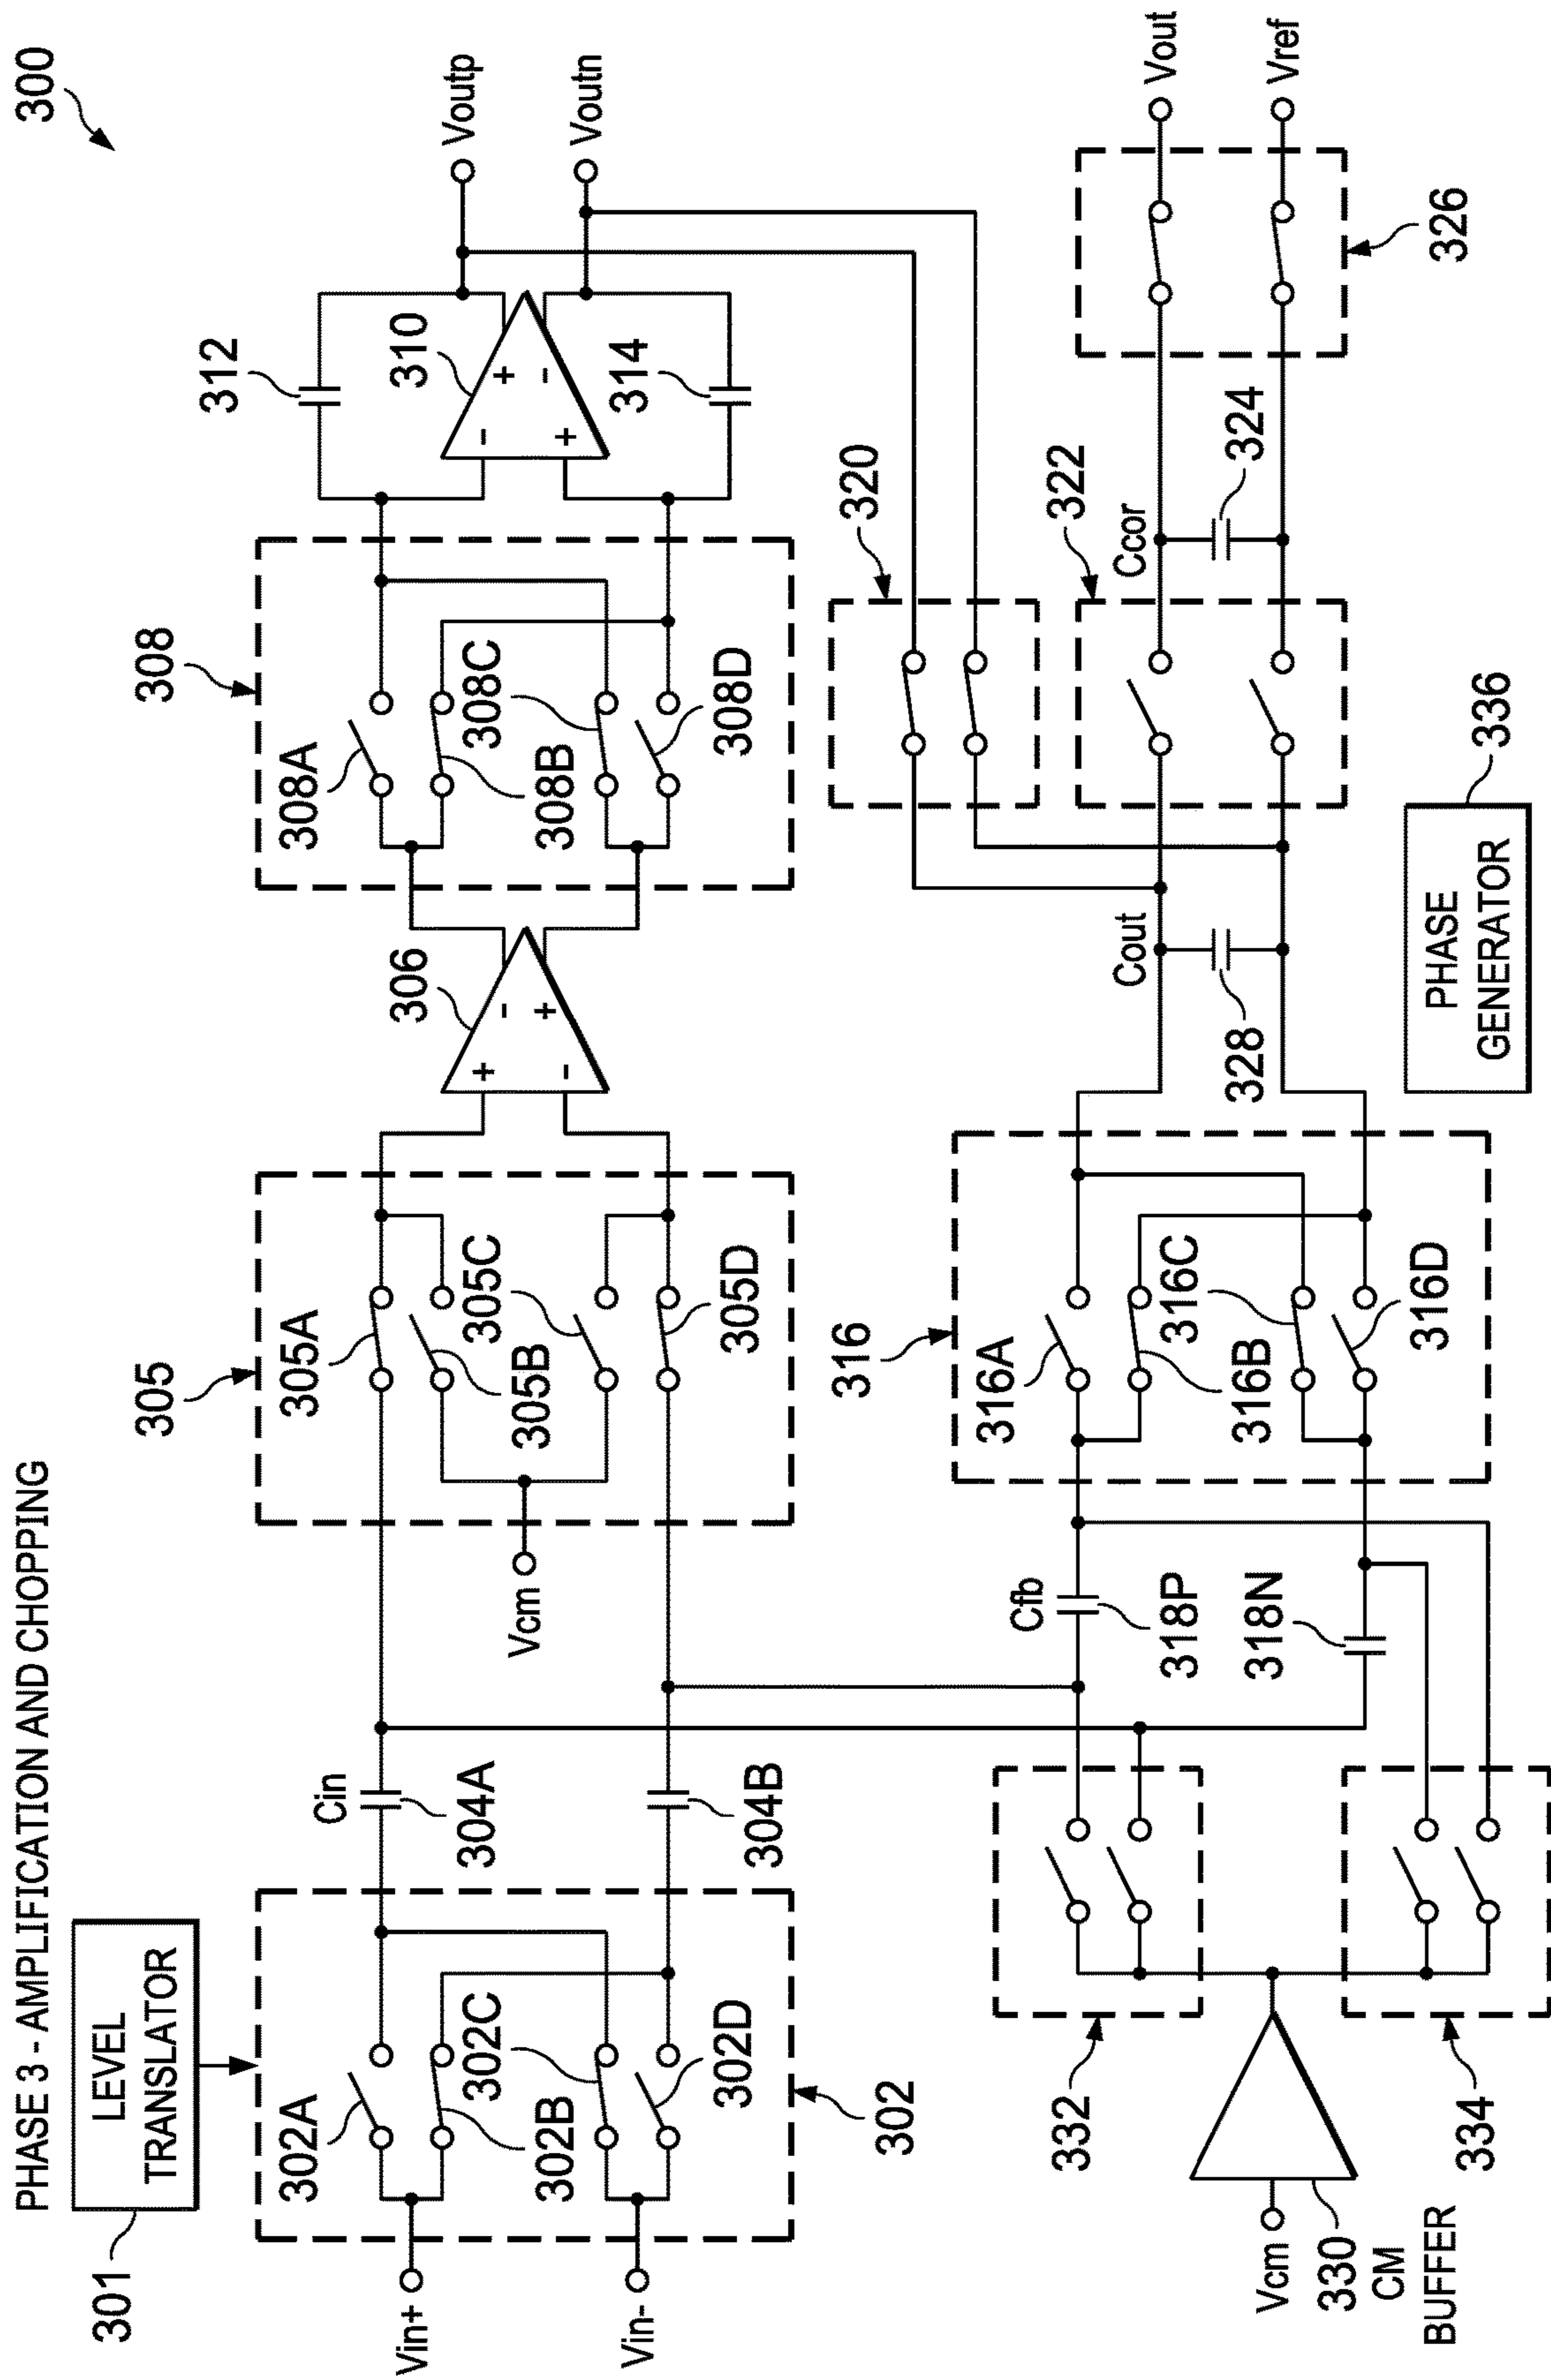 PHASE 3 - AMPLIFICATION AND CHOPPING
300
301
LEVEL
TRANSLATOR
302A
302C
302B
302D
302
Vin+
Vin-
Cin
304A
304B
305
305A
305C
305B
305D
Vcm
306
+
-
-
+
308
308A
308C
308B
308D
312
310
-
+
+
-
314
Voutp
Voutn
320
322
Ccor
324
326
Vout
Vref
Cout
328
316
316A
316C
316B
316D
Cfb
318P
318N
332
334
Vcm
330
CM
BUFFER
336
PHASE
GENERATOR